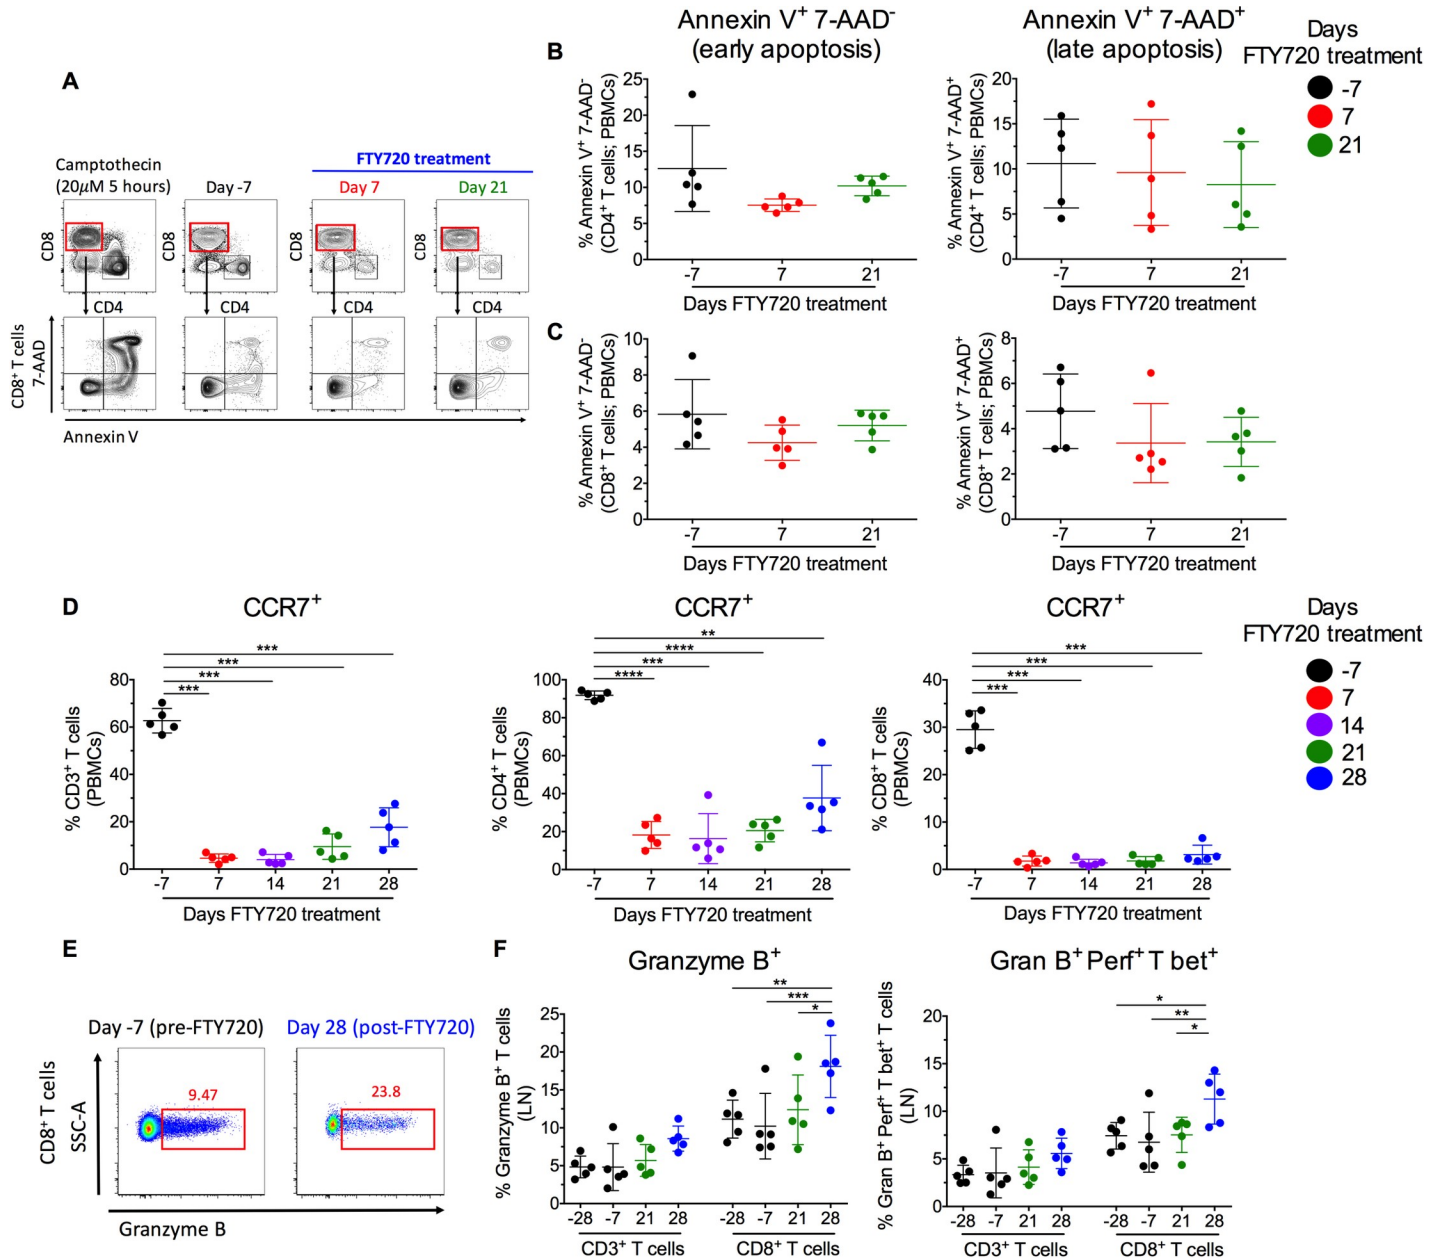 A
Camptothecin
(20µM 5 hours)
Day -7
FTY720 treatment
Day 7
Day 21
CD8
CD8
CD8
CD8
CD4
CD4
CD4
CD4
CD8+ T cells
7-AAD
Annexin V
B
Annexin V+ 7-AAD-
(early apoptosis)
% Annexin V+ 7-AAD-
(CD4+ T cells; PBMCs)
25
20
15
10
5
0
-7 7 21
Days FTY720 treatment
Annexin V+ 7-AAD+
(late apoptosis)
% Annexin V+ 7-AAD+
(CD4+ T cells; PBMCs)
20
15
10
5
0
-7 7 21
Days FTY720 treatment
Days
FTY720 treatment
-7
7
21
C
% Annexin V+ 7-AAD-
(CD8+ T cells; PBMCs)
10
8
6
4
2
0
-7 7 21
Days FTY720 treatment
% Annexin V+ 7-AAD+
(CD8+ T cells; PBMCs)
8
6
4
2
0
-7 7 21
Days FTY720 treatment
D
CCR7+
***
***
***
***
% CD3+ T cells
(PBMCs)
80
60
40
20
0
-7 7 14 21 28
Days FTY720 treatment
CCR7+
**
****
***
****
% CD4+ T cells
(PBMCs)
100
80
60
40
20
0
-7 7 14 21 28
Days FTY720 treatment
CCR7+
***
***
***
***
% CD8+ T cells
(PBMCs)
40
30
20
10
0
-7 7 14 21 28
Days FTY720 treatment
Days
FTY720 treatment
-7
7
14
21
28
E
Day -7 (pre-FTY720)
Day 28 (post-FTY720)
9.47
23.8
CD8+ T cells
SSC-A
Granzyme B
F
Granzyme B+
**
***
*
% Granzyme B+ T cells
(LN)
25
20
15
10
5
0
-28 -7 21 28 -28 -7 21 28
CD3+ T cells CD8+ T cells
Gran B+ Perf+ T bet+
*
**
*
% Gran B+ Perf+ T bet+ T cells
(LN)
20
15
10
5
0
-28 -7 21 28 -28 -7 21 28
CD3+ T cells CD8+ T cells